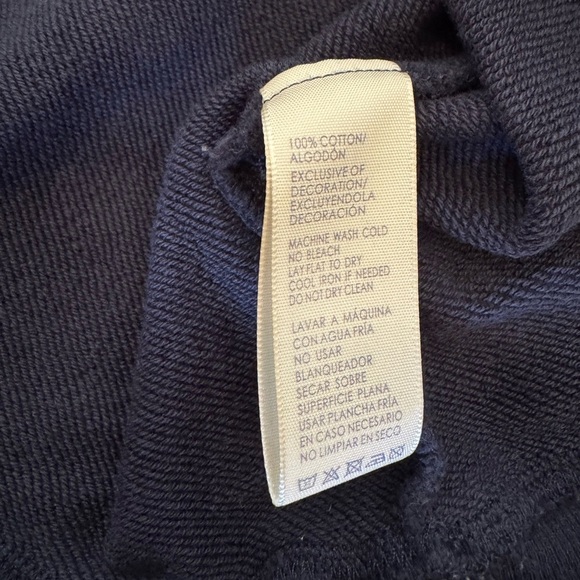 100% COTTON/
ALGODÓN
EXCLUSIVE OF
DECORATION/
EXCLUYENDOLA
DECORACIÓN
MACHINE WASH COLD
NO BLEACH
LAY FLAT TO DRY
COOL IRON IF NEEDED
DO NOT DRY CLEAN
LAVAR A MÁQUINA
CON AGUA FRÍA
NO USAR
BLANQUEADOR
SECAR SOBRE
SUPERFICIE PLANA
USAR PLANCHA FRÍA
EN CASO NECESARIO
NO LIMPIAR EN SECO